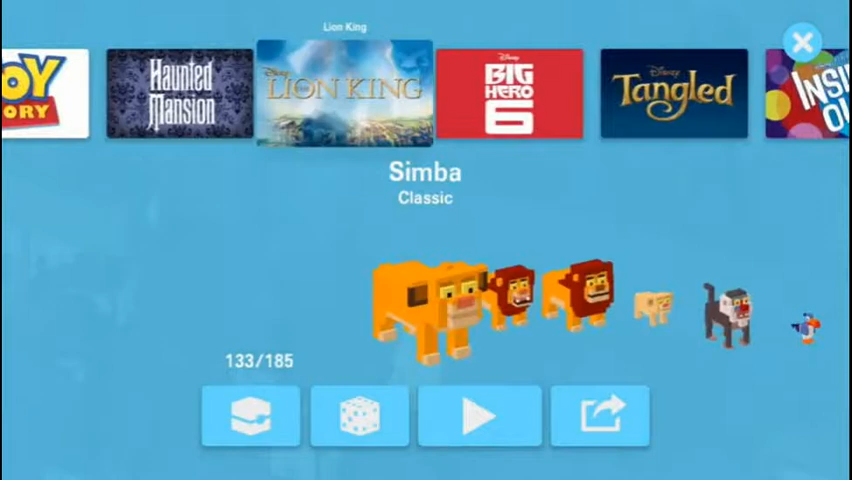 Lion King
OY
ORY
Haunted
Mansion
Disney
LION KING
Disney
BIG
HERO
6
Disney
Tangled
INSI
OU
Simba
Classic
133/185